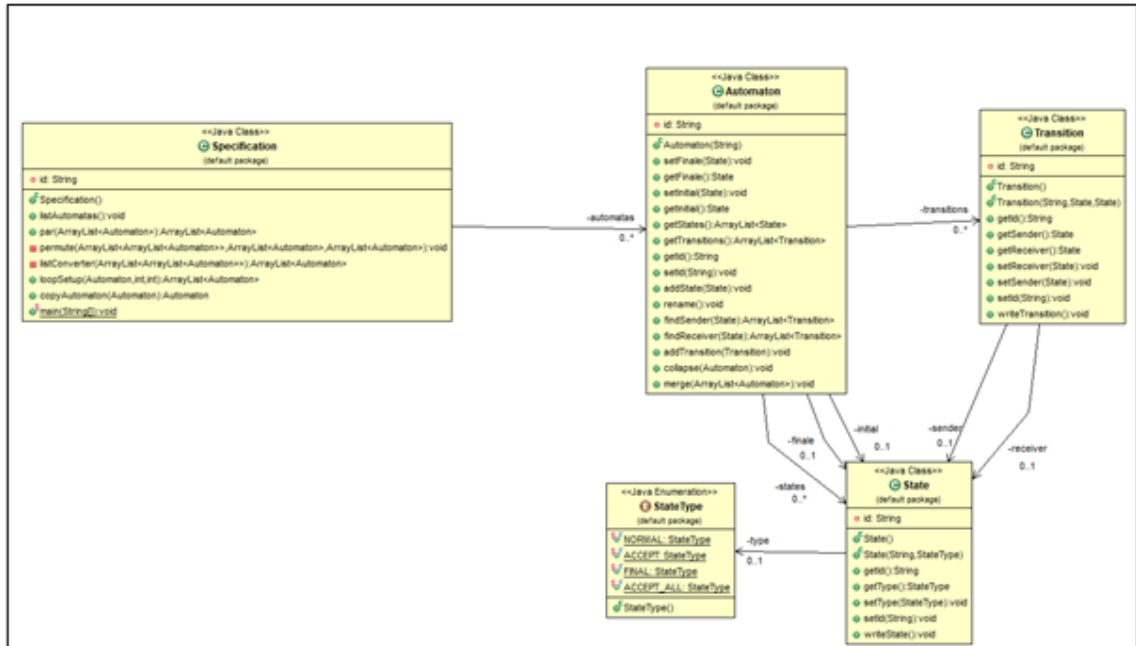 <<Java Class>>
Specification
(default package)
id: String
Specification()
listAutomatas():void
par(ArrayList<Automaton>):ArrayList<Automaton>
permute(ArrayList<ArrayList<Automaton>>,ArrayList<Automaton>,ArrayList<Automaton>):void
listConverter(ArrayList<ArrayList<Automaton>>):ArrayList<Automaton>
loopSetup(Automaton,int,int):ArrayList<Automaton>
copyAutomaton(Automaton):Automaton
main(String[]):void
-automatas
0..*
<<Java Class>>
Automaton
(default package)
id: String
Automaton(String)
setFinale(State):void
getFinale():State
setInitial(State):void
getInitial():State
getStates():ArrayList<State>
getTransitions():ArrayList<Transition>
getId():String
setId(String):void
addState(State):void
rename():void
findSender(State):ArrayList<Transition>
findReceiver(State):ArrayList<Transition>
addTransition(Transition):void
collapse(Automaton):void
merge(ArrayList<Automaton>):void
-transitions
0..*
<<Java Class>>
Transition
(default package)
id: String
Transition()
Transition(String,State,State)
getId():String
getSender():State
getReceiver():State
setReceiver(State):void
setSender(State):void
setId(String):void
writeTransition():void
-finale
0..1
-initial
0..1
-sender
0..1
-receiver
0..1
-states
0..*
<<Java Enumeration>>
StateType
(default package)
NORMAL: StateType
ACCEPT: StateType
FINAL: StateType
ACCEPT_ALL: StateType
StateType()
-type
0..1
<<Java Class>>
State
(default package)
id: String
State()
State(String,StateType)
getId():String
getType():StateType
setType(StateType):void
setId(String):void
writeState():void